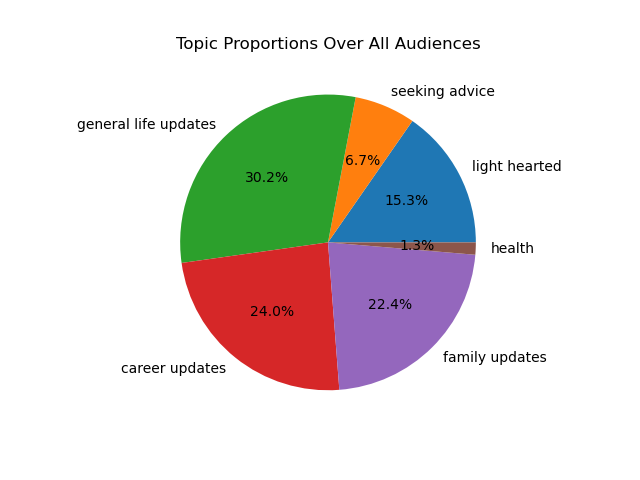 Topic Proportions Over All Audiences
seeking advice
general life updates
light hearted
6.7%
30.2%
15.3%
1.3%
health
24.0%
22.4%
family updates
career updates